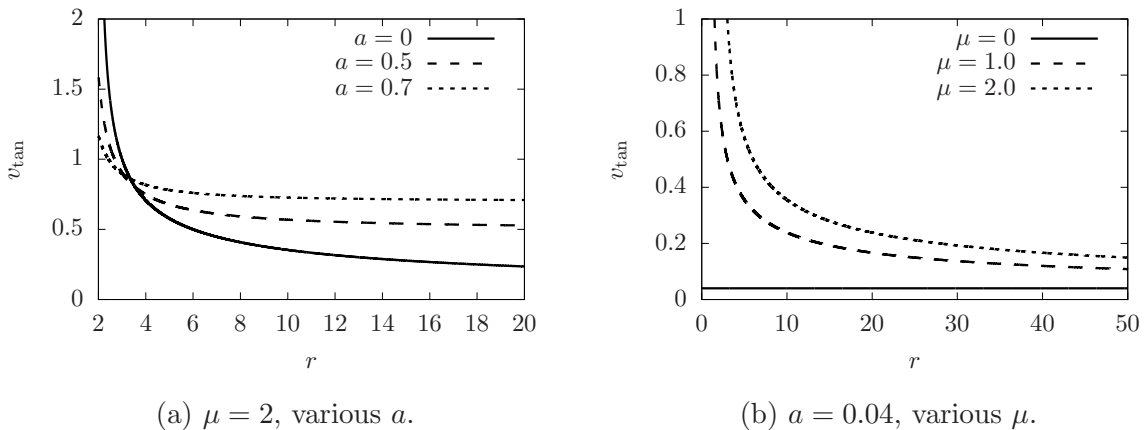 0
0.5
1
1.5
2
2 4 6 8 10 12 14 16 18 20
v_tan
r
a = 0
a = 0.5
a = 0.7
(a) μ = 2, various a.
0
0.2
0.4
0.6
0.8
1
0 10 20 30 40 50
v_tan
r
μ = 0
μ = 1.0
μ = 2.0
(b) a = 0.04, various μ.